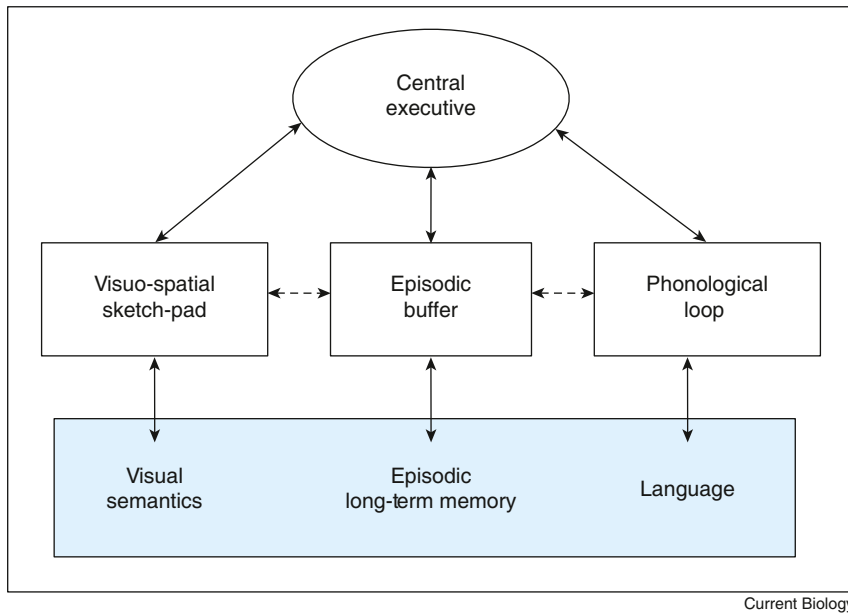 Central
executive
Visuo-spatial
sketch-pad
Episodic
buffer
Phonological
loop
Visual
semantics
Episodic
long-term memory
Language
Current Biology